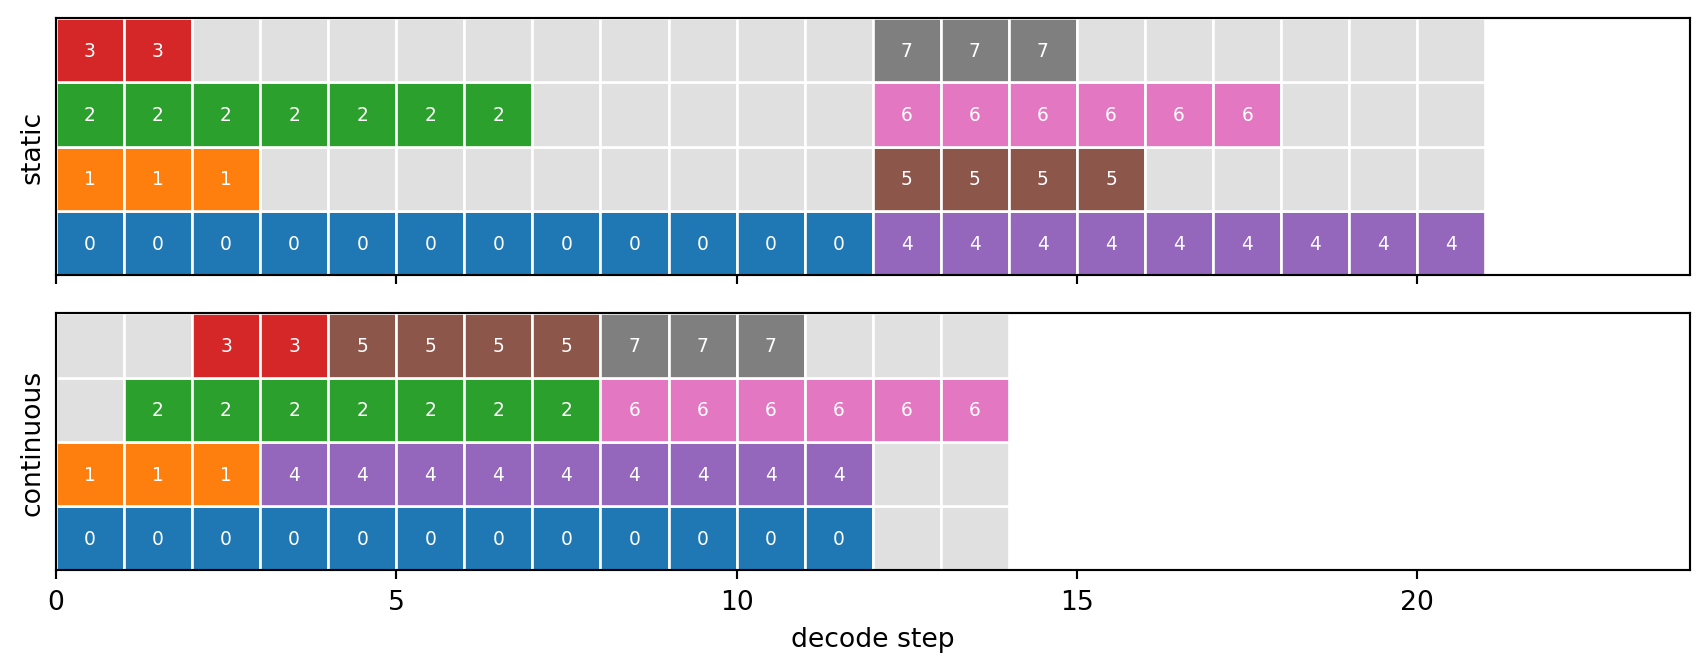 static
3 3 7 7 7
2 2 2 2 2 2 2 6 6 6 6 6 6
1 1 1 5 5 5 5
0 0 0 0 0 0 0 0 0 0 0 0 4 4 4 4 4 4 4 4 4
continuous
3 3 5 5 5 5 7 7 7
2 2 2 2 2 2 2 6 6 6 6 6 6
1 1 1 4 4 4 4 4 4 4 4 4
0 0 0 0 0 0 0 0 0 0 0 0
0 5 10 15 20
decode step